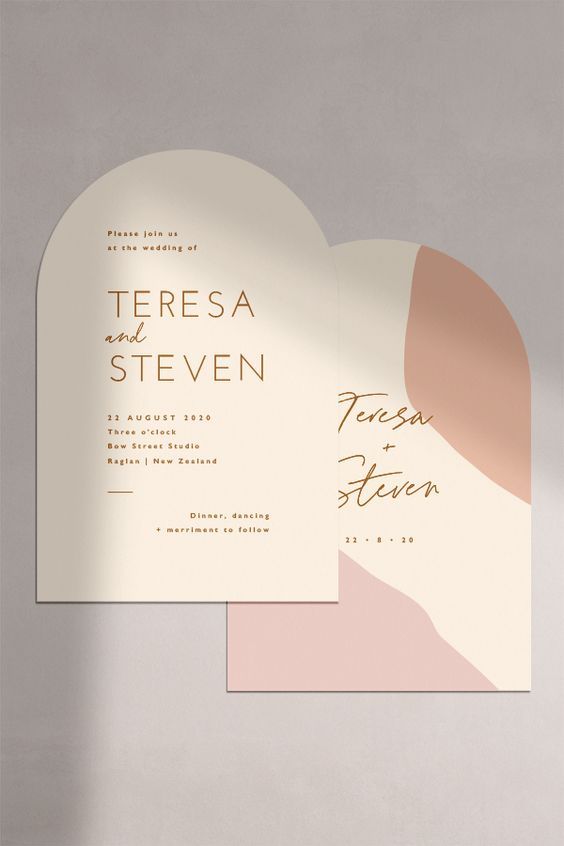 Please join us
at the wedding of
TERESA
and
STEVEN
22 AUGUST 2020
Three o'clock
Bow Street Studio
Raglan | New Zealand
Dinner, dancing
+ merriment to follow
Teresa
+
Steven
22 • 8 • 20